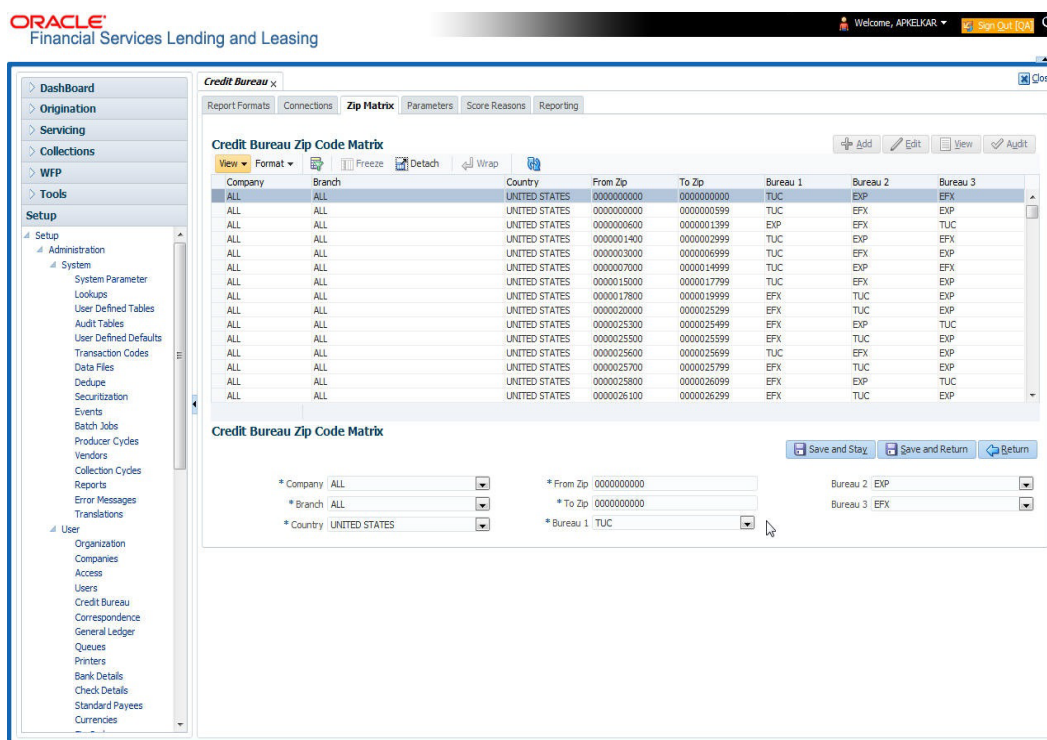 ORACLE
Financial Services Lending and Leasing
Welcome, APKELKAR
Sign Out [QA]
DashBoard
Origination
Servicing
Collections
WFP
Tools
Setup
Setup
Administration
System
System Parameter
Lookups
User Defined Tables
Audit Tables
User Defined Defaults
Transaction Codes
Data Files
Dedupe
Securitization
Events
Batch Jobs
Producer Cycles
Vendors
Collection Cycles
Reports
Error Messages
Translations
User
Organization
Companies
Access
Users
Credit Bureau
Correspondence
General Ledger
Queues
Printers
Bank Details
Check Details
Standard Payees
Currencies
Credit Bureau
Clos
Report Formats Connections Zip Matrix Parameters Score Reasons Reporting
Credit Bureau Zip Code Matrix
Add Edit View Audit
View Format Freeze Detach Wrap
Company Branch Country From Zip To Zip Bureau 1 Bureau 2 Bureau 3
ALL ALL UNITED STATES 0000000000 0000000000 TUC EXP EFX
ALL ALL UNITED STATES 0000000000 0000000599 TUC EFX EXP
ALL ALL UNITED STATES 0000000600 0000001399 EXP EFX TUC
ALL ALL UNITED STATES 0000001400 0000002999 TUC EXP EFX
ALL ALL UNITED STATES 0000003000 0000006999 TUC EFX EXP
ALL ALL UNITED STATES 0000007000 0000014999 TUC EXP EFX
ALL ALL UNITED STATES 0000015000 0000017799 TUC EFX EXP
ALL ALL UNITED STATES 0000017800 0000019999 EFX TUC EXP
ALL ALL UNITED STATES 0000020000 0000025299 EFX TUC EXP
ALL ALL UNITED STATES 0000025300 0000025499 EFX EXP TUC
ALL ALL UNITED STATES 0000025500 0000025599 EFX TUC EXP
ALL ALL UNITED STATES 0000025600 0000025699 TUC EFX EXP
ALL ALL UNITED STATES 0000025700 0000025799 EFX TUC EXP
ALL ALL UNITED STATES 0000025800 0000026099 EFX EXP TUC
ALL ALL UNITED STATES 0000026100 0000026299 EFX TUC EXP
Credit Bureau Zip Code Matrix
Save and Stay Save and Return Return
* Company ALL * From Zip 0000000000 Bureau 2 EXP
* Branch ALL * To Zip 0000000000 Bureau 3 EFX
* Country UNITED STATES * Bureau 1 TUC